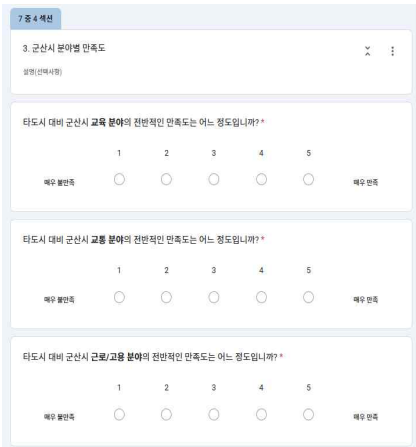 7 중 4 섹션
3. 군산시 분야별 만족도
설명(선택사항)
타도시 대비 군산시 교육 분야의 전반적인 만족도는 어느 정도입니까? *
1 2 3 4 5
매우 불만족 매우 만족
타도시 대비 군산시 교통 분야의 전반적인 만족도는 어느 정도입니까? *
1 2 3 4 5
매우 불만족 매우 만족
타도시 대비 군산시 근로/고용 분야의 전반적인 만족도는 어느 정도입니까? *
1 2 3 4 5
매우 불만족 매우 만족